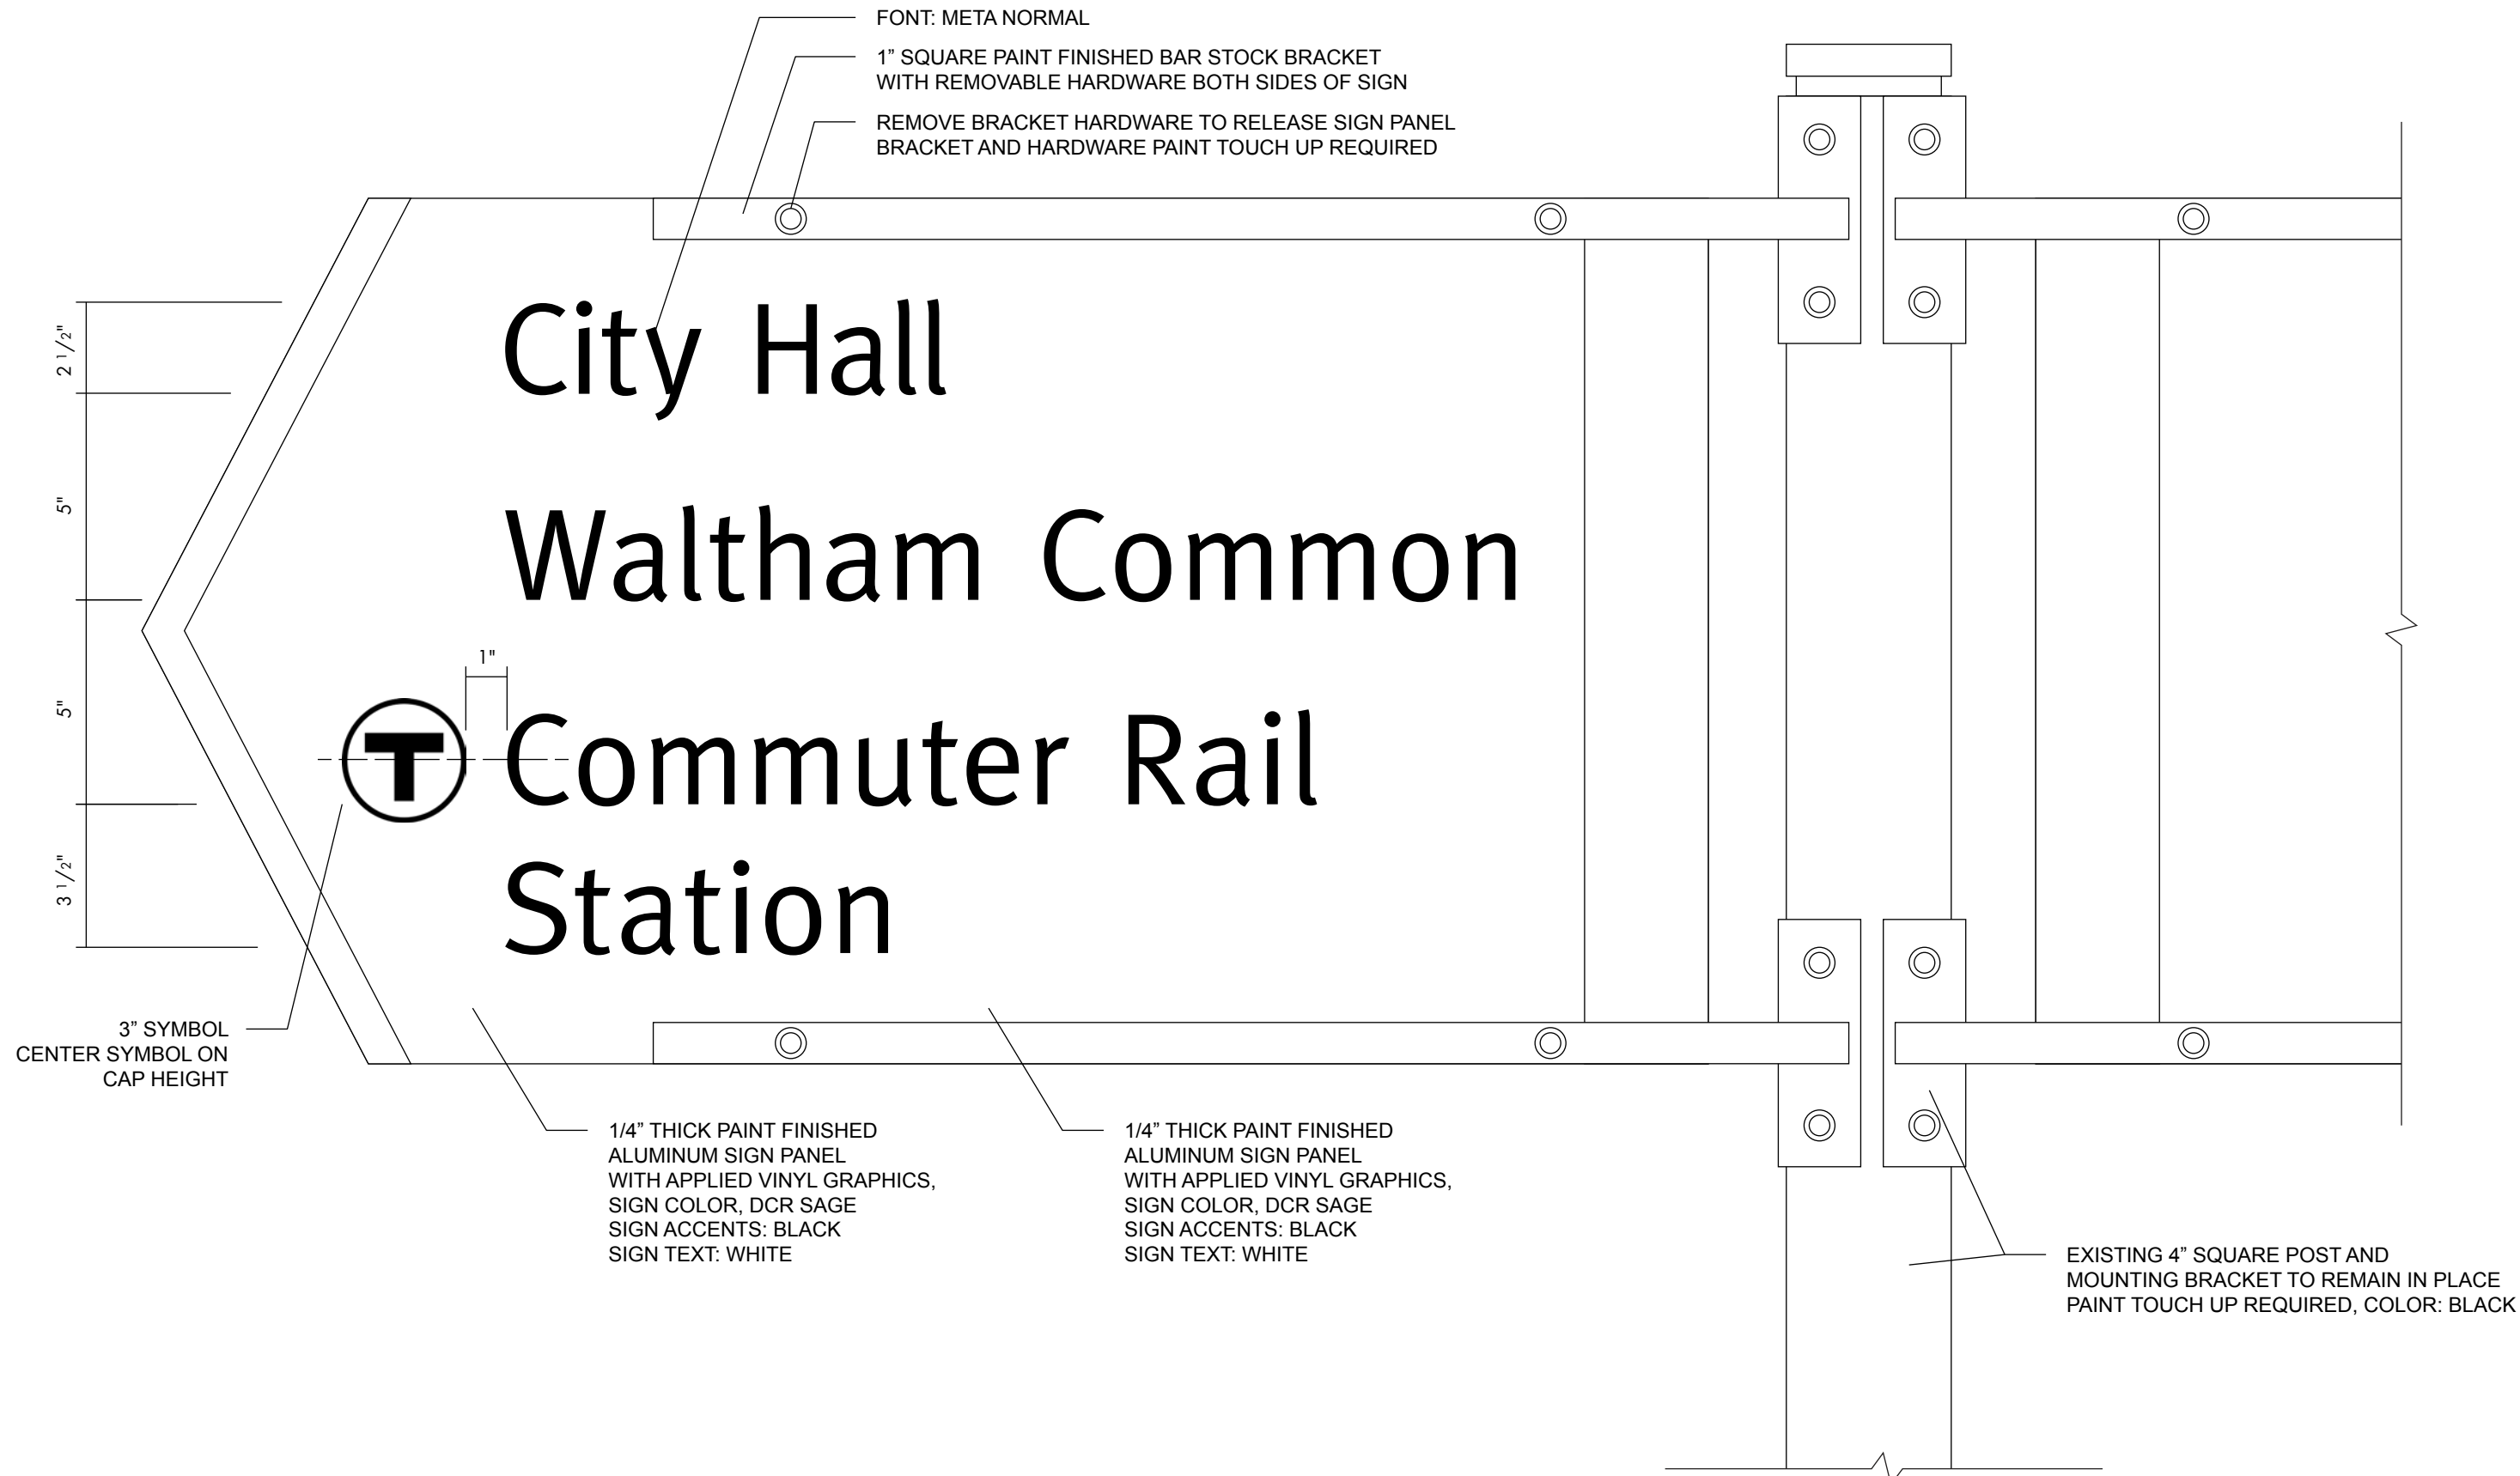 FONT: META NORMAL
1” SQUARE PAINT FINISHED BAR STOCK BRACKET
WITH REMOVABLE HARDWARE BOTH SIDES OF SIGN
REMOVE BRACKET HARDWARE TO RELEASE SIGN PANEL
BRACKET AND HARDWARE PAINT TOUCH UP REQUIRED
2 1/2"
5"
5"
3 1/2"
City Hall
Waltham Common
1"
T
Commuter Rail
Station
3” SYMBOL
CENTER SYMBOL ON
CAP HEIGHT
1/4” THICK PAINT FINISHED
ALUMINUM SIGN PANEL
WITH APPLIED VINYL GRAPHICS,
SIGN COLOR, DCR SAGE
SIGN ACCENTS: BLACK
SIGN TEXT: WHITE
1/4” THICK PAINT FINISHED
ALUMINUM SIGN PANEL
WITH APPLIED VINYL GRAPHICS,
SIGN COLOR, DCR SAGE
SIGN ACCENTS: BLACK
SIGN TEXT: WHITE
EXISTING 4” SQUARE POST AND
MOUNTING BRACKET TO REMAIN IN PLACE
PAINT TOUCH UP REQUIRED, COLOR: BLACK